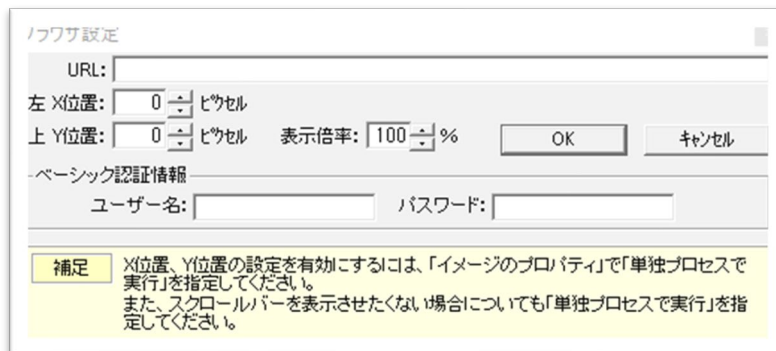 ブラウザ設定
URL:
左 X位置: 0 ピクセル
上 Y位置: 0 ピクセル 表示倍率: 100 % OK キャンセル
ベーシック認証情報
ユーザー名: パスワード:
補足 X位置、Y位置の設定を有効にするには、「イメージのプロパティ」で「単独プロセスで
実行」を指定してください。
また、スクロールバーを表示させたくない場合についても「単独プロセスで実行」を指
定してください。